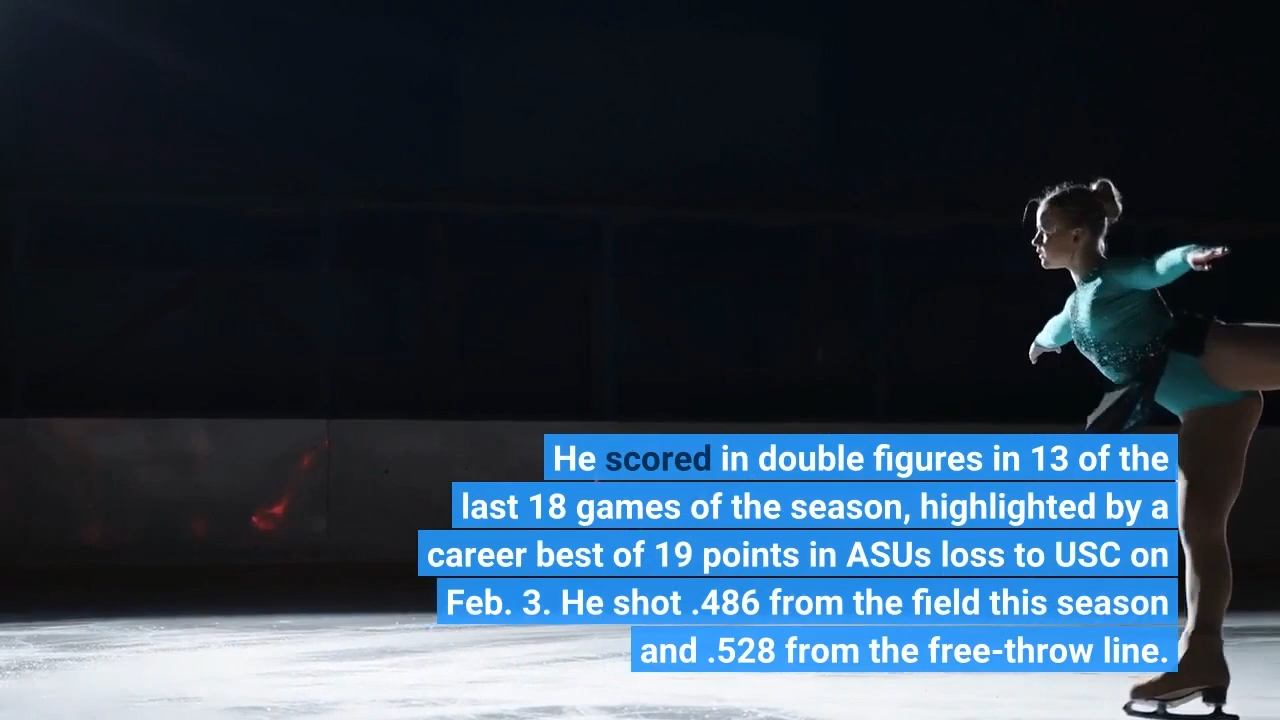 He scored in double figures in 13 of the
last 18 games of the season, highlighted by a
career best of 19 points in ASUs loss to USC on
Feb. 3. He shot .486 from the field this season
and .528 from the free-throw line.